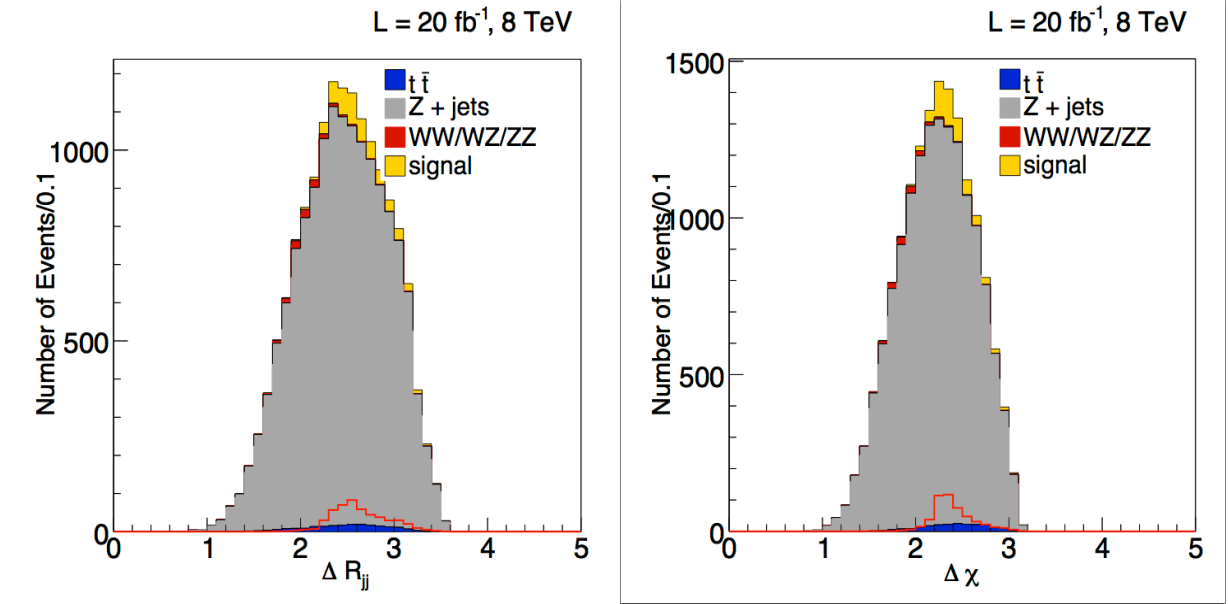 L = 20 fb-1, 8 TeV
t t̄
Z + jets
WW/WZ/ZZ
signal
Number of Events/0.1
1000
500
0
0 1 2 3 4 5
Δ Rjj
L = 20 fb-1, 8 TeV
t t̄
Z + jets
WW/WZ/ZZ
signal
Number of Events/0.1
1500
1000
500
0
0 1 2 3 4 5
Δ χ